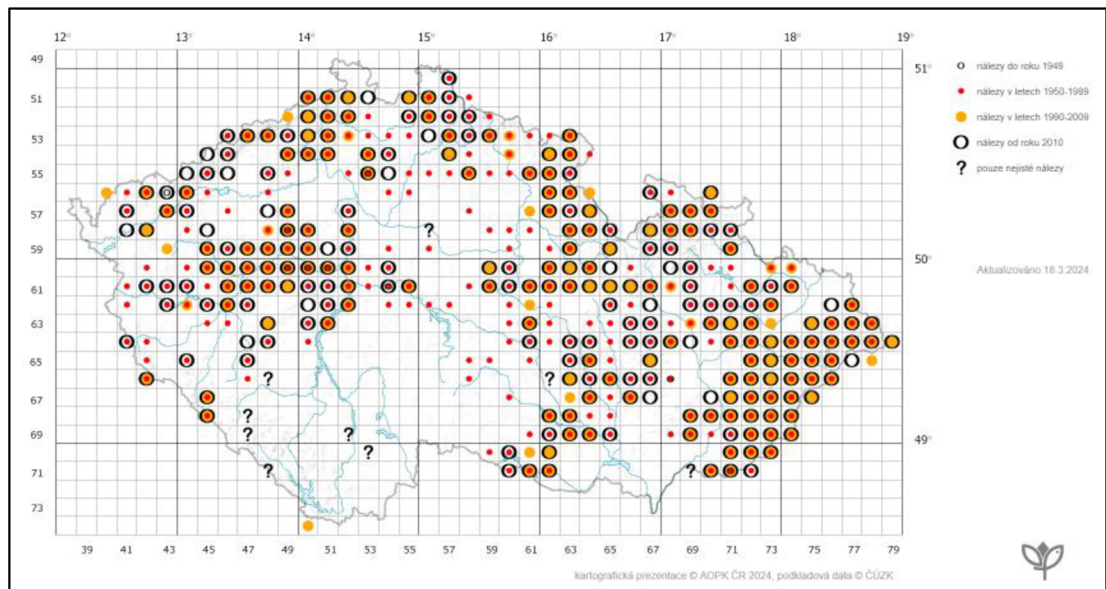 12° 13° 14° 15° 16° 17° 18° 19°
49
51°
51
53
55
57
59
50°
61
63
65
67
69
49°
71
73
39 41 43 45 47 49 51 53 55 57 59 61 63 65 67 69 71 73 75 77 79
nálezy do roku 1949
nálezy v letech 1950-1989
nálezy v letech 1990-2009
nálezy od roku 2010
? pouze nejisté nálezy
?
?
?
?
?
?
?
?
?
Aktualizováno 18.3.2024
kartografická prezentace © AOPK ČR 2024, podkladová data © ČÚZK